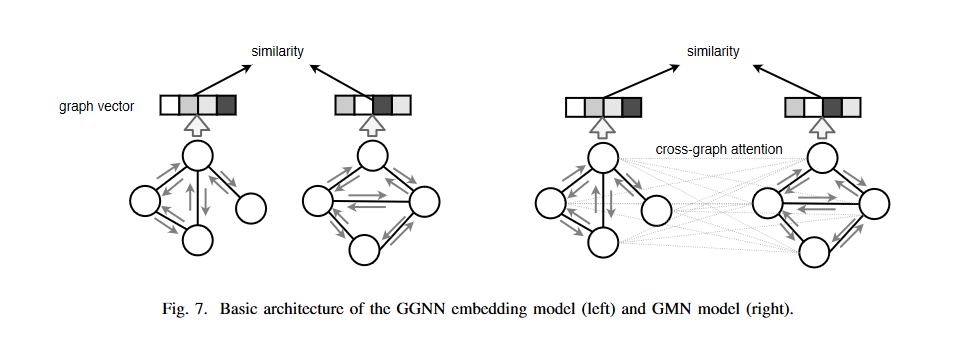 similarity
similarity
graph vector
cross-graph attention
Fig. 7. Basic architecture of the GGNN embedding model (left) and GMN model (right).